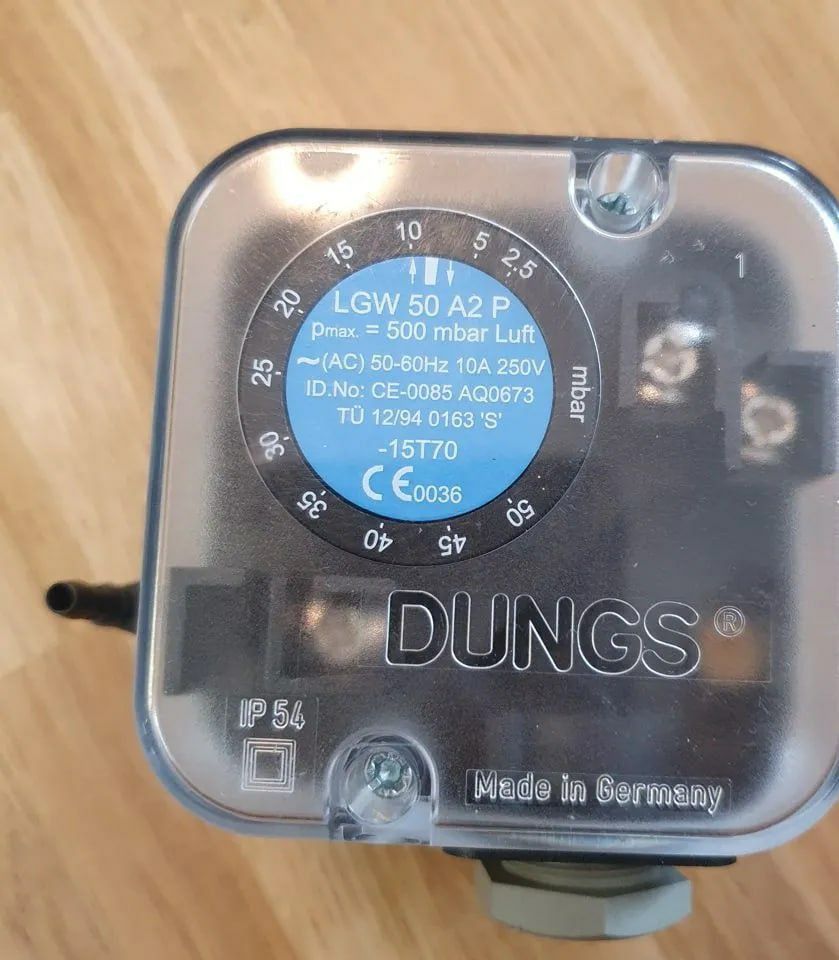 10
5
2,5
15
20
25
30
35
40
45
50
mbar
1
LGW 50 A2 P
pmax. = 500 mbar Luft
~(AC) 50-60Hz 10A 250V
ID.No: CE-0085 AQ0673
TÜ 12/94 0163 'S'
-15T70
CE0036
DUNGS®
IP 54
Made in Germany